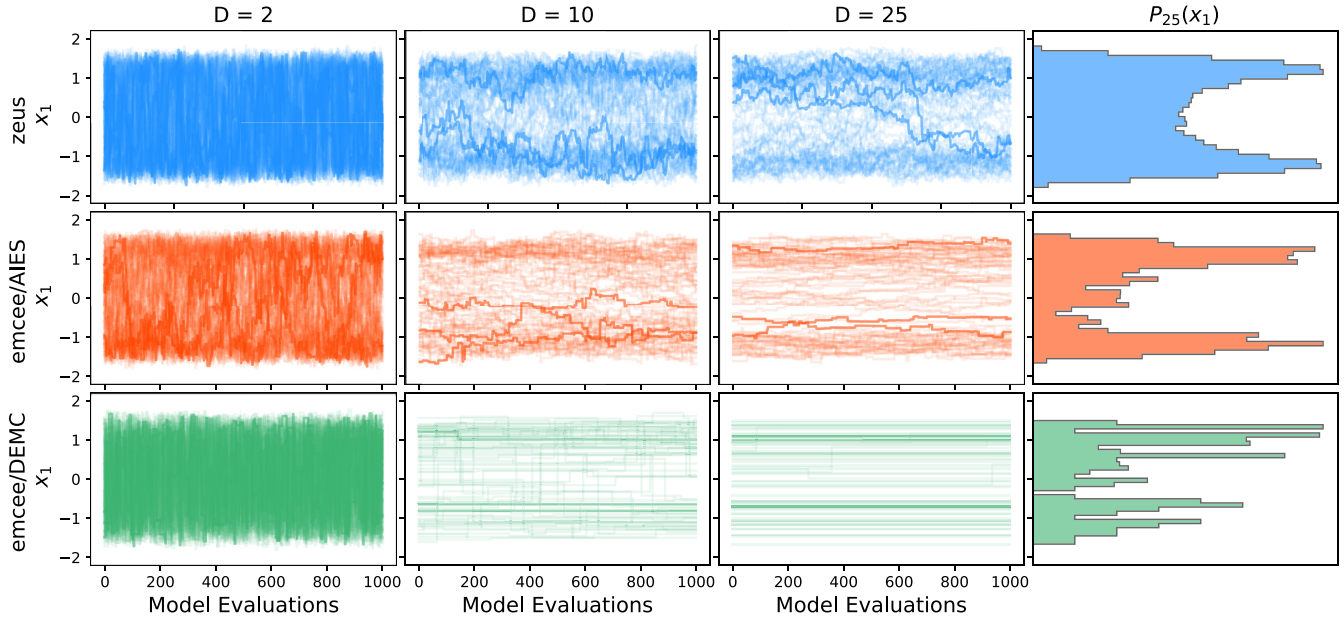 D = 2
D = 10
D = 25
P₂₅(x₁)
zeus
x₁
2
1
0
−1
−2
emcee/AIES
x₁
2
1
0
−1
−2
emcee/DEMC
x₁
2
1
0
−1
−2
0 200 400 600 800 1000
0 200 400 600 800 1000
0 200 400 600 800 1000
Model Evaluations
Model Evaluations
Model Evaluations